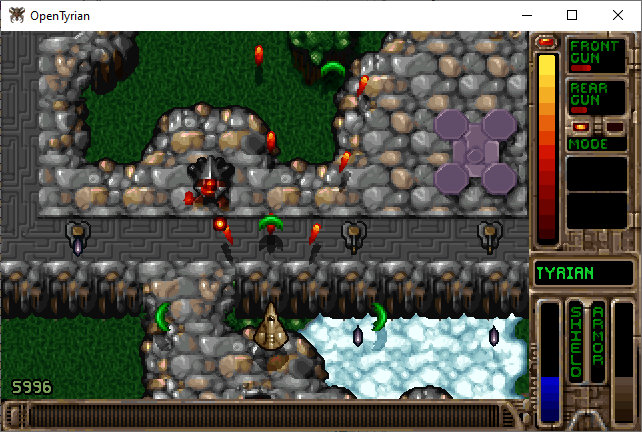 OpenTyrian
FRONT
GUN
REAR
GUN
MODE
TYRIAN
SHIELD
ARMOR
5996